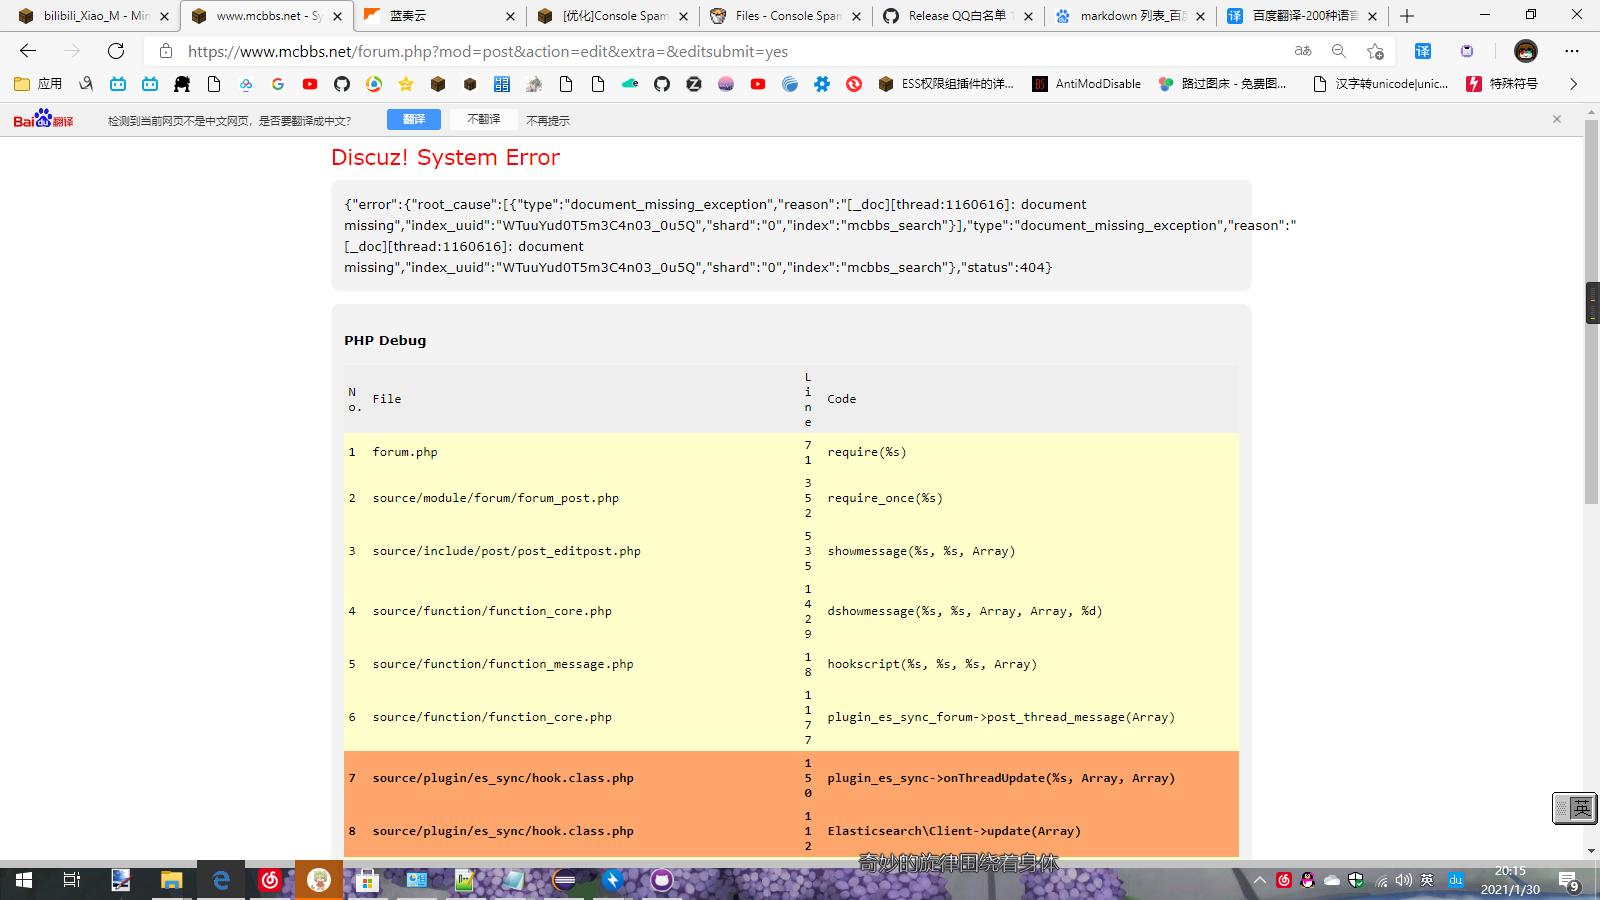 bilibili_Xiao_M - Min
www.mcbbs.net - Sy
蓝奏云
[优化]Console Spam
Files - Console Spam
Release QQ白名单
markdown 列表_百度
百度翻译-200种语言
https://www.mcbbs.net/forum.php?mod=post&action=edit&extra=&editsubmit=yes
应用
ESS权限组插件的详...
AntiModDisable
路过图床 - 免费图...
汉字转unicode|unic...
特殊符号
Bai du 翻译
检测到当前网页不是中文网页，是否要翻译成中文?
翻译
不翻译
不再提示
Discuz! System Error
{"error":{"root_cause":[{"type":"document_missing_exception","reason":"[_doc][thread:1160616]: document
missing","index_uuid":"WTuuYud0T5m3C4n03_0u5Q","shard":"0","index":"mcbbs_search"}],"type":"document_missing_exception","reason":"
[_doc][thread:1160616]: document
missing","index_uuid":"WTuuYud0T5m3C4n03_0u5Q","shard":"0","index":"mcbbs_search"},"status":404}
PHP Debug
No. File Line Code
1 forum.php 71 require(%s)
2 source/module/forum/forum_post.php 352 require_once(%s)
3 source/include/post/post_editpost.php 535 showmessage(%s, %s, Array)
4 source/function/function_core.php 1429 dshowmessage(%s, %s, Array, Array, %d)
5 source/function/function_message.php 18 hookscript(%s, %s, %s, Array)
6 source/function/function_core.php 1177 plugin_es_sync_forum->post_thread_message(Array)
7 source/plugin/es_sync/hook.class.php 150 plugin_es_sync->onThreadUpdate(%s, Array, Array)
8 source/plugin/es_sync/hook.class.php 112 Elasticsearch\Client->update(Array)
英
奇妙的旋律围绕着身体
英
du
20:15
2021/1/30
9